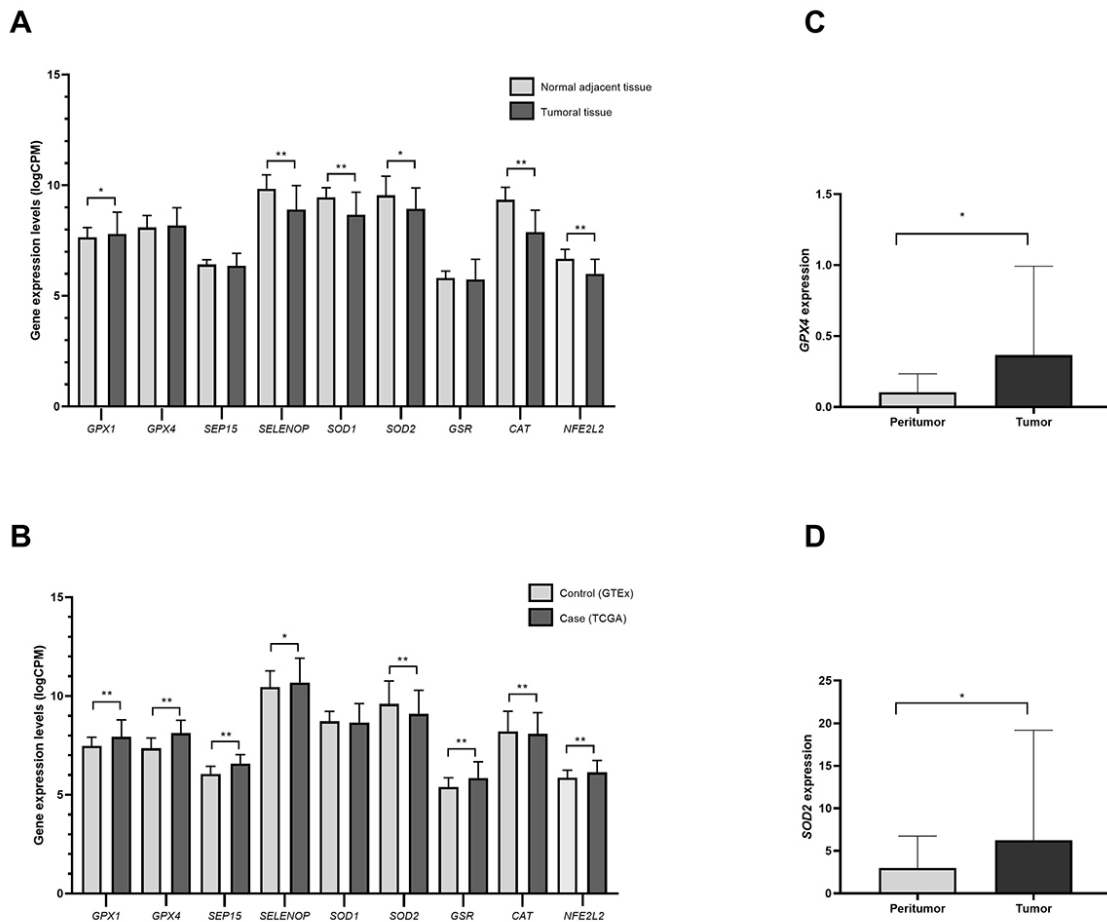 A
Gene expression levels (logCPM)
15
10
5
0
Normal adjacent tissue
Tumoral tissue
*
**
**
*
**
**
GPX1 GPX4 SEP15 SELENOP SOD1 SOD2 GSR CAT NFE2L2
C
GPX4 expression
1.5
1.0
0.5
0.0
*
Peritumor Tumor
B
Gene expression levels (logCPM)
15
10
5
0
Control (GTEx)
Case (TCGA)
**
**
**
*
**
**
**
**
GPX1 GPX4 SEP15 SELENOP SOD1 SOD2 GSR CAT NFE2L2
D
SOD2 expression
25
20
15
10
5
0
*
Peritumor Tumor